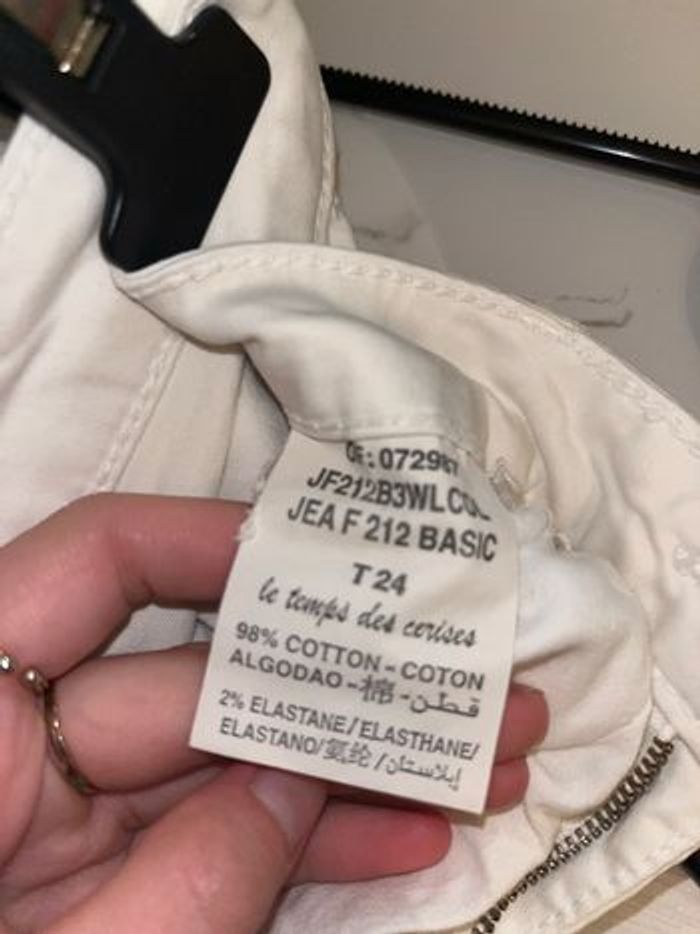 JF212B3WL
JEA F 212 BASIC
T 24
le temps des cerises
98% COTTON - COTON
ALGODAO - 棉 - قطن
2% ELASTANE / ELASTHANE/
ELASTANO/ 氨纶 / إيلاستان